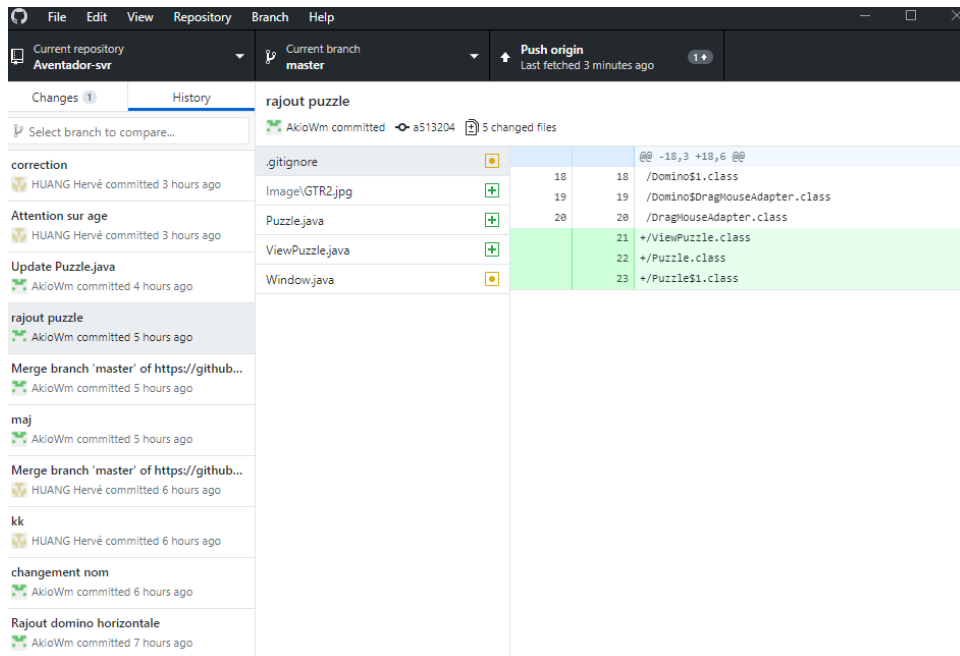 File Edit View Repository Branch Help
Current repository
Aventador-svr
Current branch
master
Push origin
Last fetched 3 minutes ago
1
Changes 1
History
Select branch to compare...
correction
HUANG Hervé committed 3 hours ago
Attention sur age
HUANG Hervé committed 3 hours ago
Update Puzzle.java
AkioWm committed 4 hours ago
rajout puzzle
AkioWm committed 5 hours ago
Merge branch 'master' of https://github...
AkioWm committed 5 hours ago
maj
AkioWm committed 5 hours ago
Merge branch 'master' of https://github...
HUANG Hervé committed 6 hours ago
kk
HUANG Hervé committed 6 hours ago
changement nom
AkioWm committed 6 hours ago
Rajout domino horizontale
AkioWm committed 7 hours ago
rajout puzzle
AkioWm committed a513204 5 changed files
.gitignore
Image\GTR2.jpg
Puzzle.java
ViewPuzzle.java
Window.java
@@ -18,3 +18,6 @@
18 18 /Domino$1.class
19 19 /Domino$DragMouseAdapter.class
20 20 /DragMouseAdapter.class
21 +/ViewPuzzle.class
22 +/Puzzle.class
23 +/Puzzle$1.class